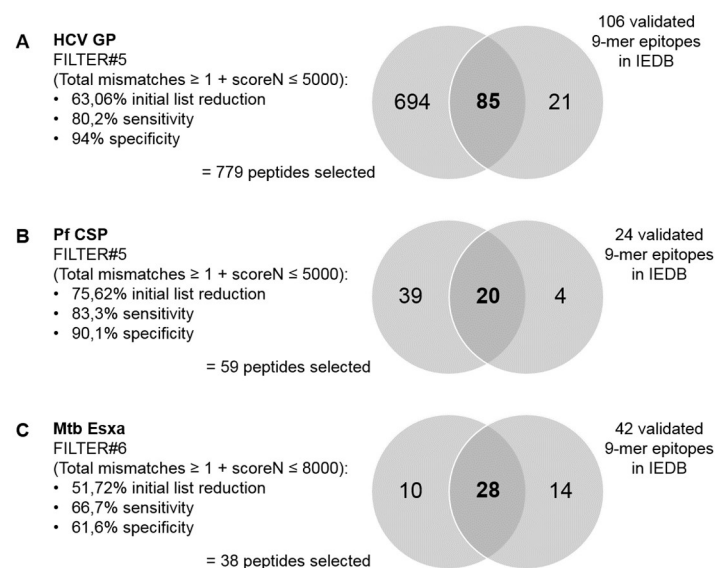 A HCV GP
FILTER#5
(Total mismatches ≥ 1 + scoreN ≤ 5000):
• 63,06% initial list reduction
• 80,2% sensitivity
• 94% specificity
= 779 peptides selected
694 85 21
106 validated
9-mer epitopes
in IEDB
B Pf CSP
FILTER#5
(Total mismatches ≥ 1 + scoreN ≤ 5000):
• 75,62% initial list reduction
• 83,3% sensitivity
• 90,1% specificity
= 59 peptides selected
39 20 4
24 validated
9-mer epitopes
in IEDB
C Mtb Esxa
FILTER#6
(Total mismatches ≥ 1 + scoreN ≤ 8000):
• 51,72% initial list reduction
• 66,7% sensitivity
• 61,6% specificity
= 38 peptides selected
10 28 14
42 validated
9-mer epitopes
in IEDB